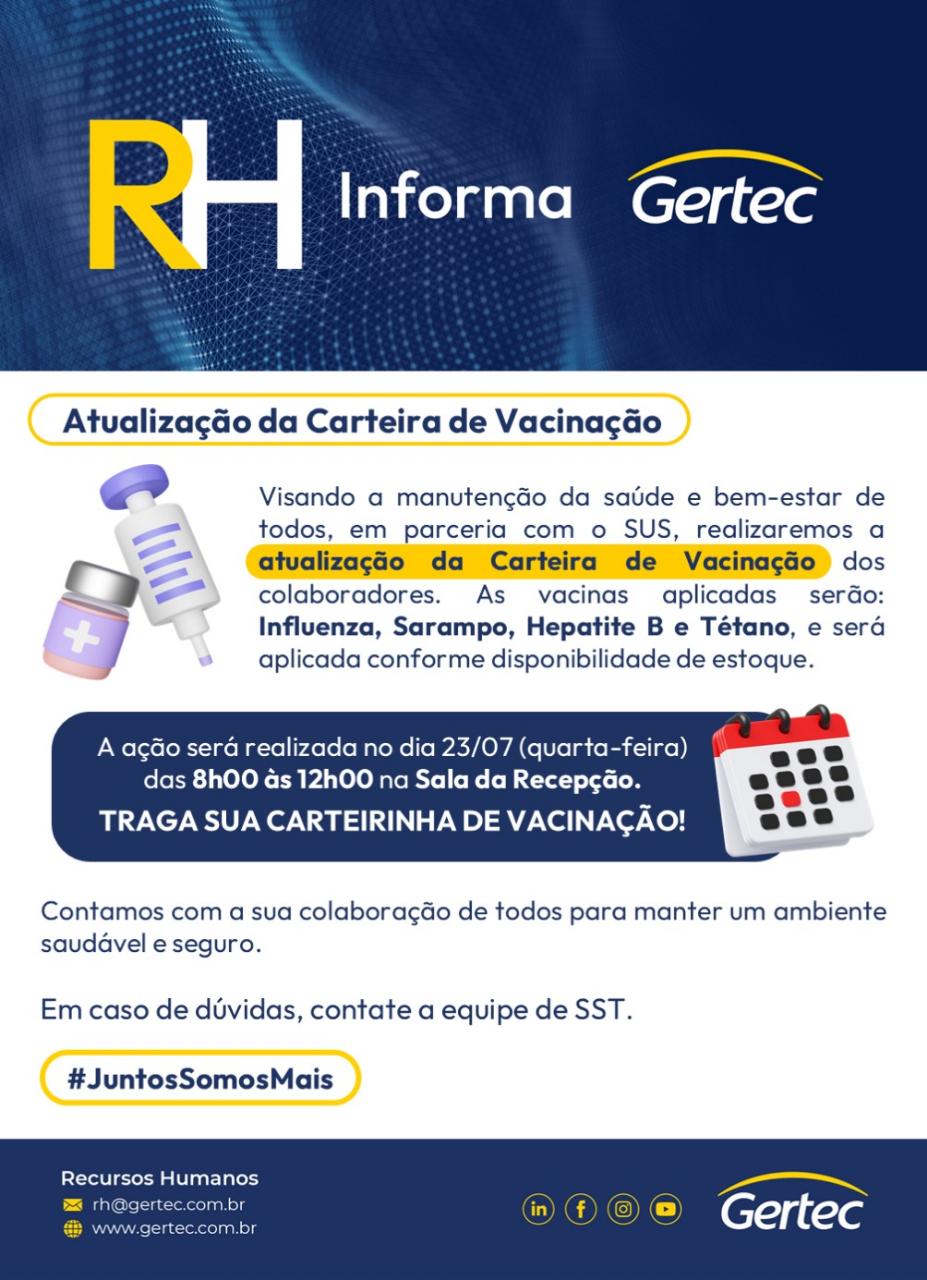 RH Informa
Gertec
Atualização da Carteira de Vacinação
Visando a manutenção da saúde e bem-estar de
todos, em parceria com o SUS, realizaremos a
atualização da Carteira de Vacinação dos
colaboradores. As vacinas aplicadas serão:
Influenza, Sarampo, Hepatite B e Tétano, e será
aplicada conforme disponibilidade de estoque.
A ação será realizada no dia 23/07 (quarta-feira)
das 8h00 às 12h00 na Sala da Recepção.
TRAGA SUA CARTEIRINHA DE VACINAÇÃO!
Contamos com a sua colaboração de todos para manter um ambiente
saudável e seguro.
Em caso de dúvidas, contate a equipe de SST.
#JuntosSomosMais
Recursos Humanos
rh@gertec.com.br
www.gertec.com.br
in f
Gertec